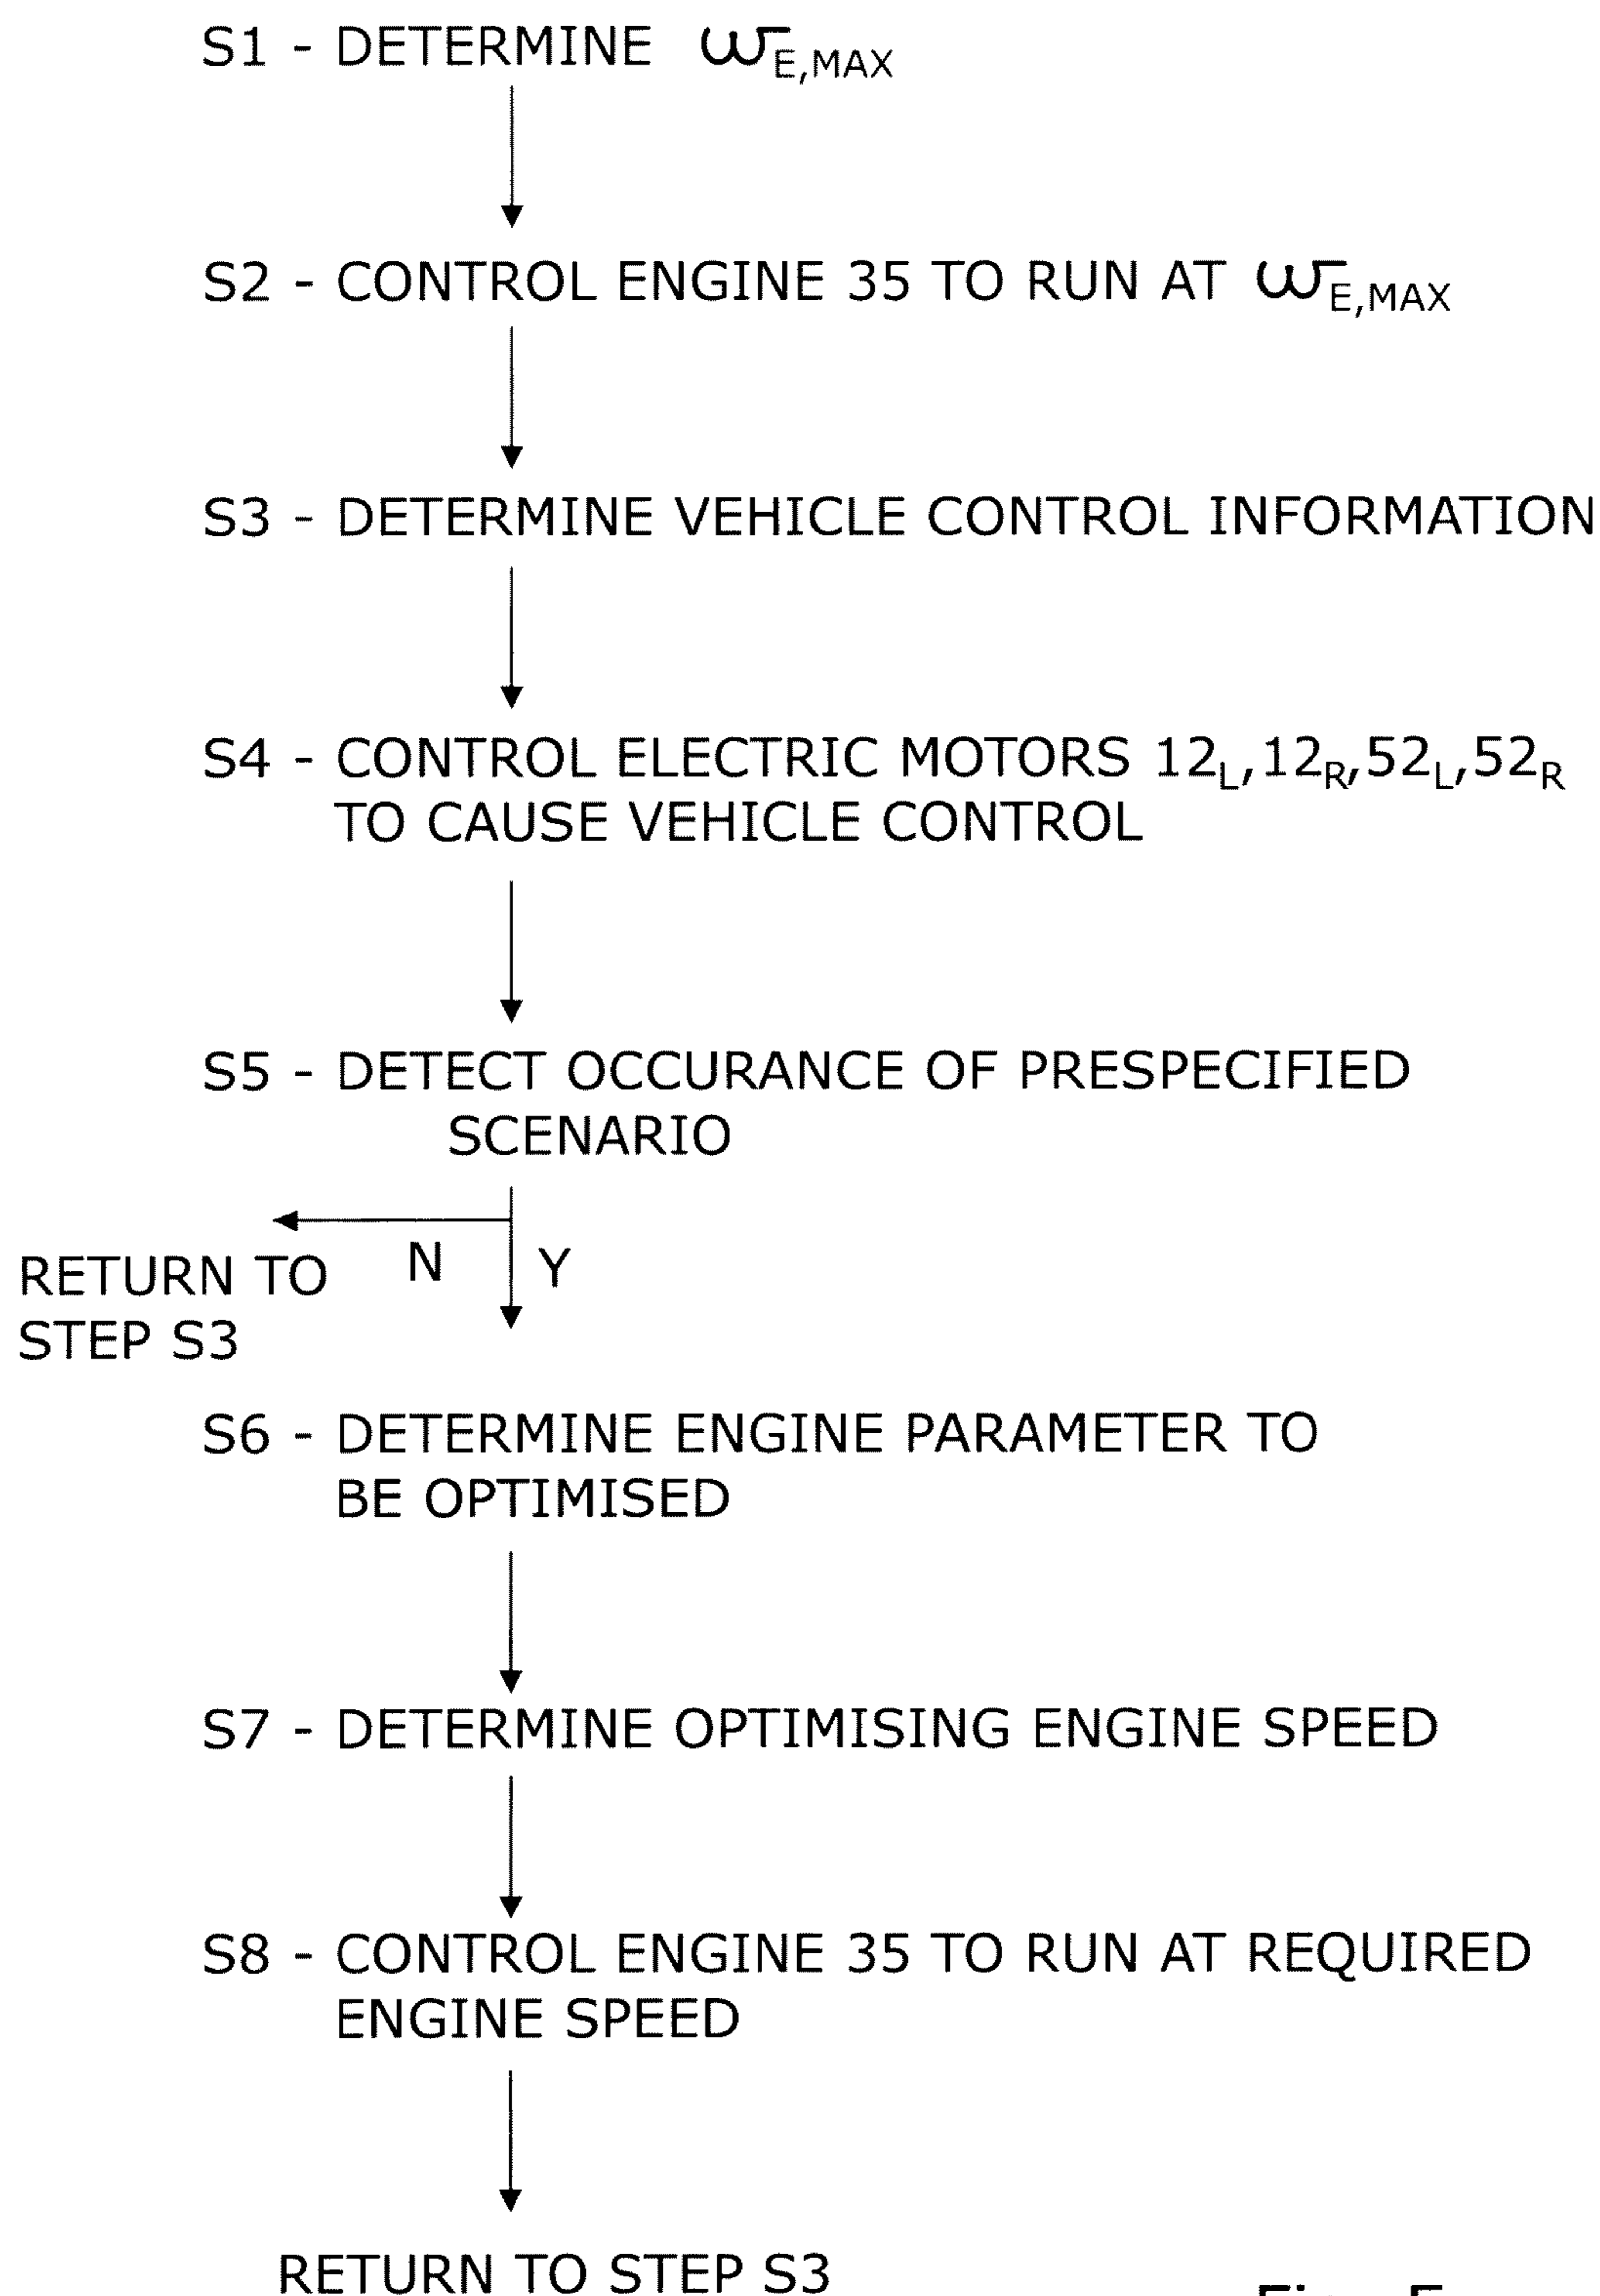 S1 - DETERMINE ϖE,MAX
S2 - CONTROL ENGINE 35 TO RUN AT ϖE,MAX
S3 - DETERMINE VEHICLE CONTROL INFORMATION
S4 - CONTROL ELECTRIC MOTORS 12L,12R,52L,52R
TO CAUSE VEHICLE CONTROL
S5 - DETECT OCCURANCE OF PRESPECIFIED
SCENARIO
N Y
RETURN TO
STEP S3
S6 - DETERMINE ENGINE PARAMETER TO
BE OPTIMISED
S7 - DETERMINE OPTIMISING ENGINE SPEED
S8 - CONTROL ENGINE 35 TO RUN AT REQUIRED
ENGINE SPEED
RETURN TO STEP S3